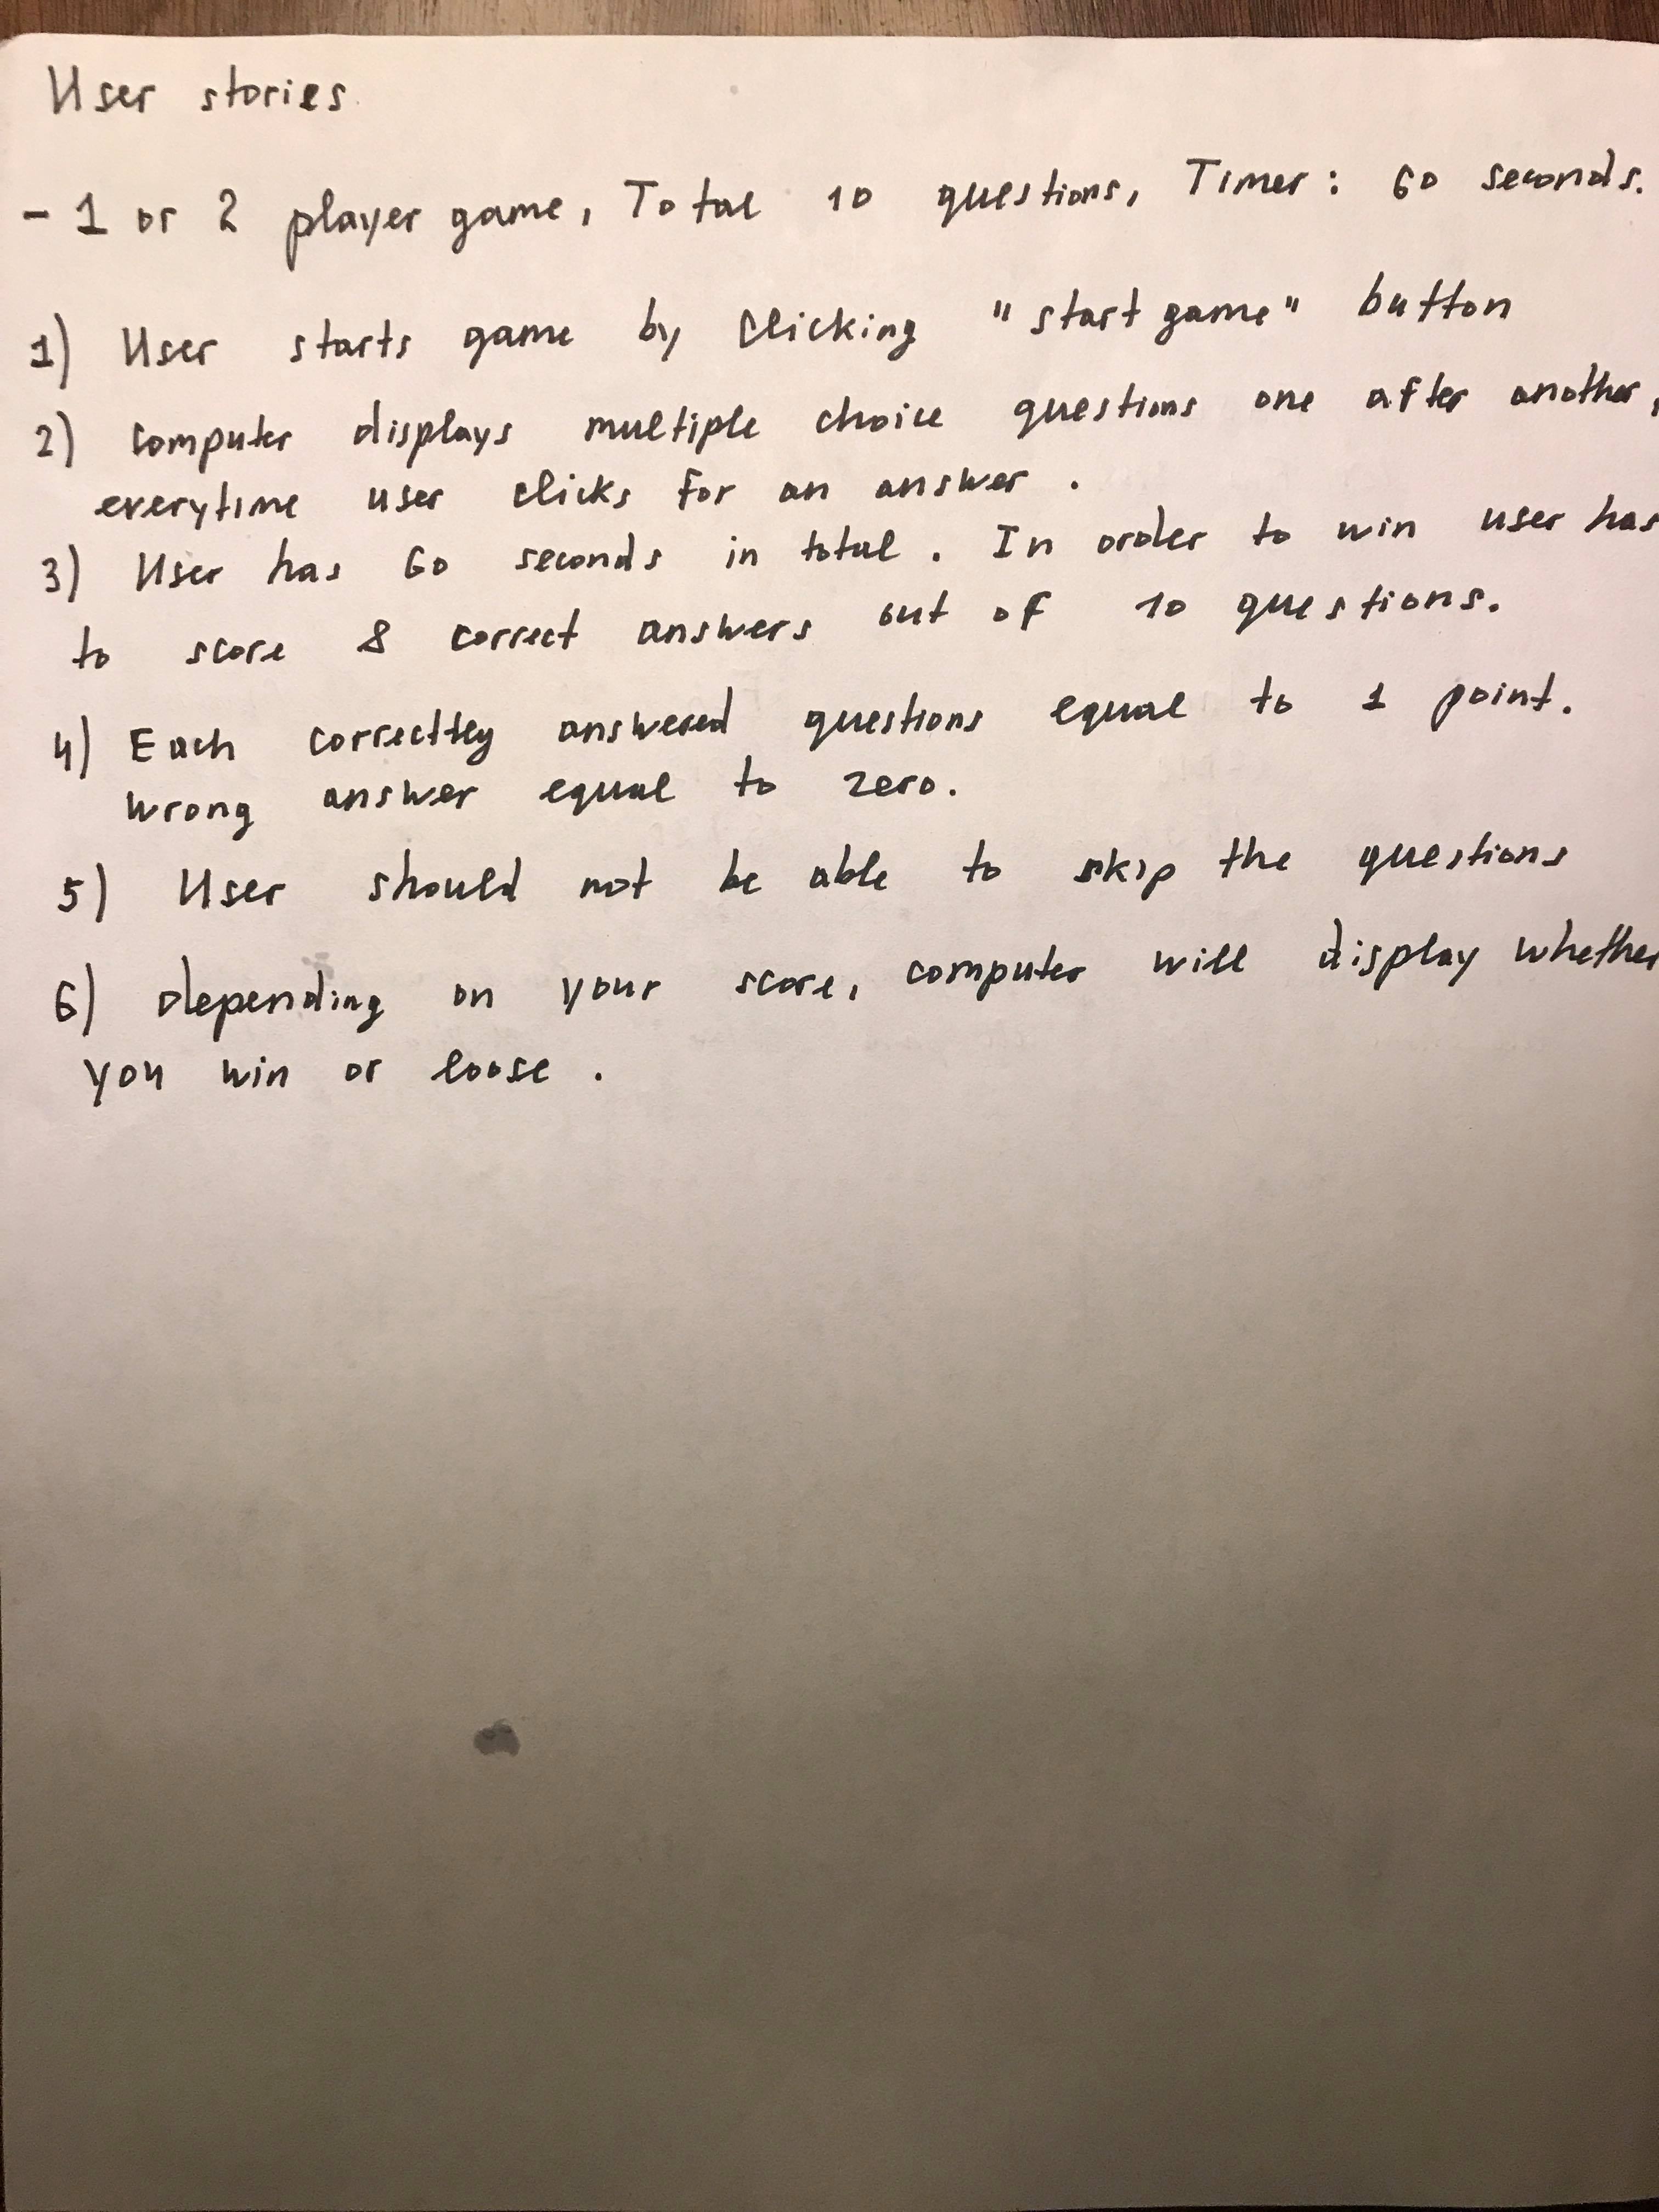 User stories
- 1 or 2 player game, Total 10 questions, Timer: 60 seconds.
1) User starts game by clicking "start game" button
2) computer displays multiple choice questions one after another,
everytime user clicks for an answer.
3) User has 60 seconds in total. In order to win user has
to score 8 correct answers out of 10 questions.
4) Each correcttly answered questions equal to 1 point.
wrong answer equal to zero.
5) User should not be able to skip the questions
6) depending on your score, computer will display whether
you win or loose.